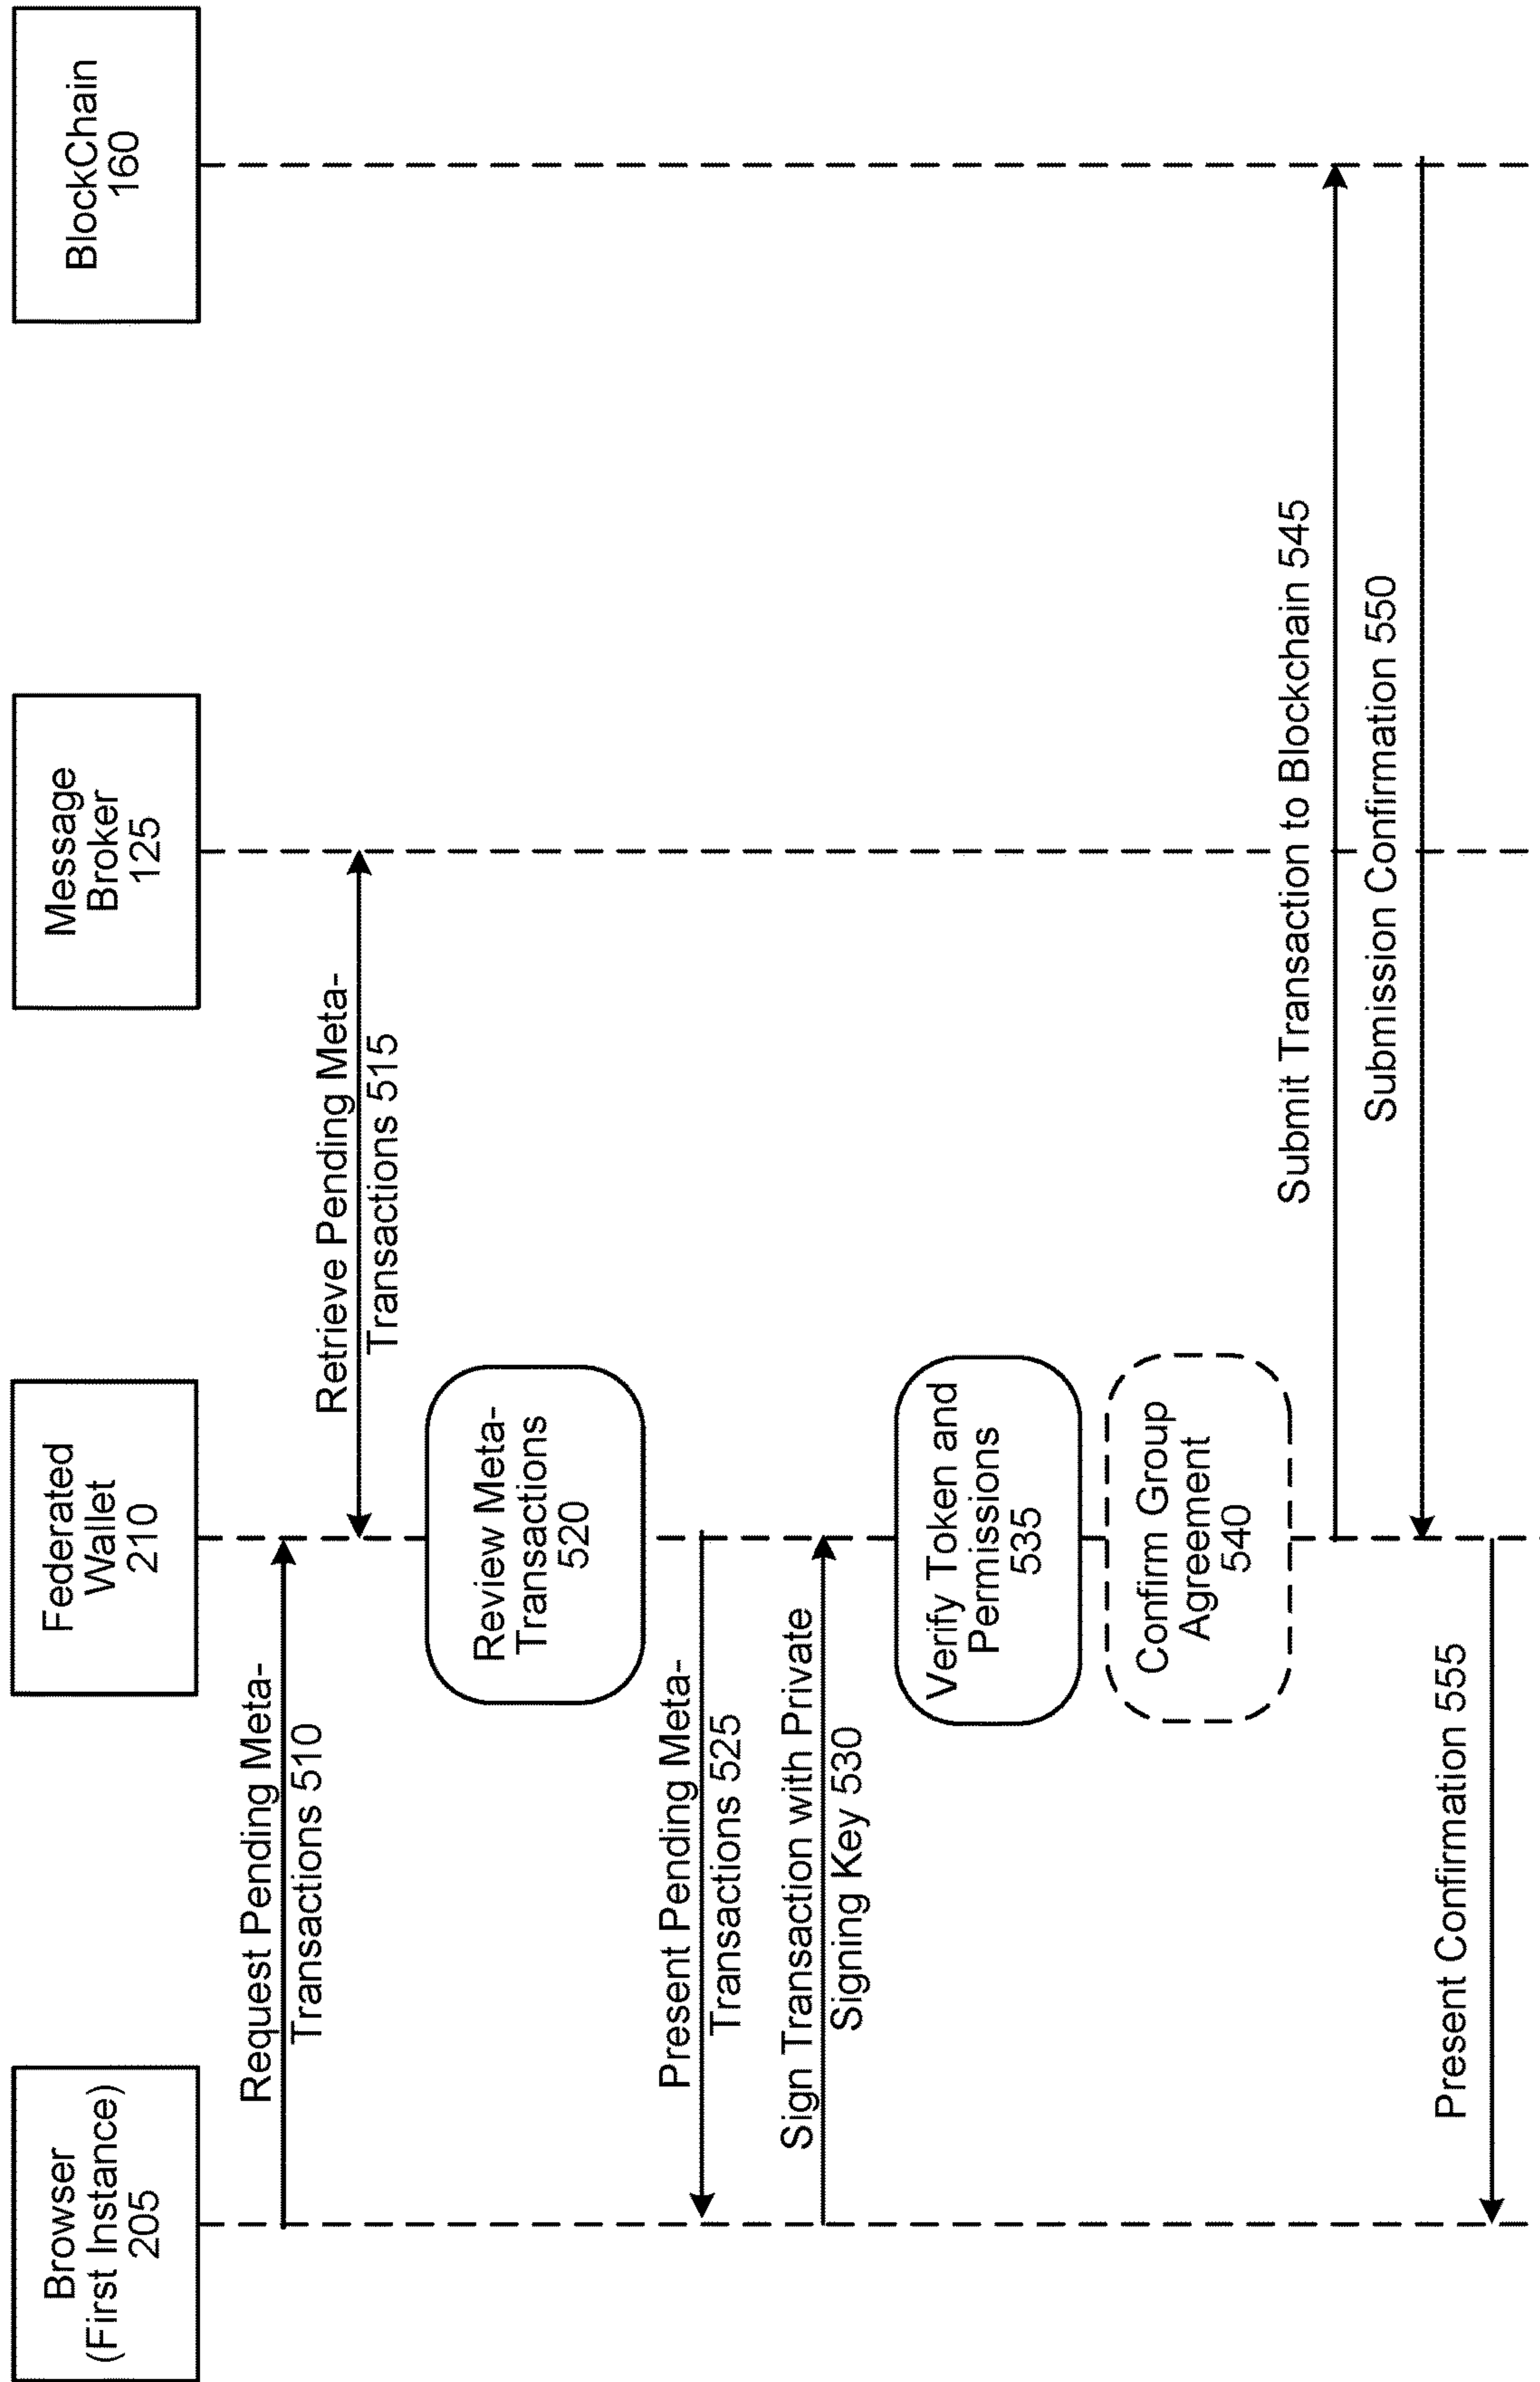 Browser
(First Instance)
205
Federated
Wallet
210
Message
Broker
125
BlockChain
160
Request Pending Meta-
Transactions 510
Retrieve Pending Meta-
Transactions 515
Review Meta-
Transactions
520
Present Pending Meta-
Transactions 525
Sign Transaction with Private
Signing Key 530
Verify Token and
Permissions
535
Confirm Group
Agreement
540
Submit Transaction to Blockchain 545
Submission Confirmation 550
Present Confirmation 555